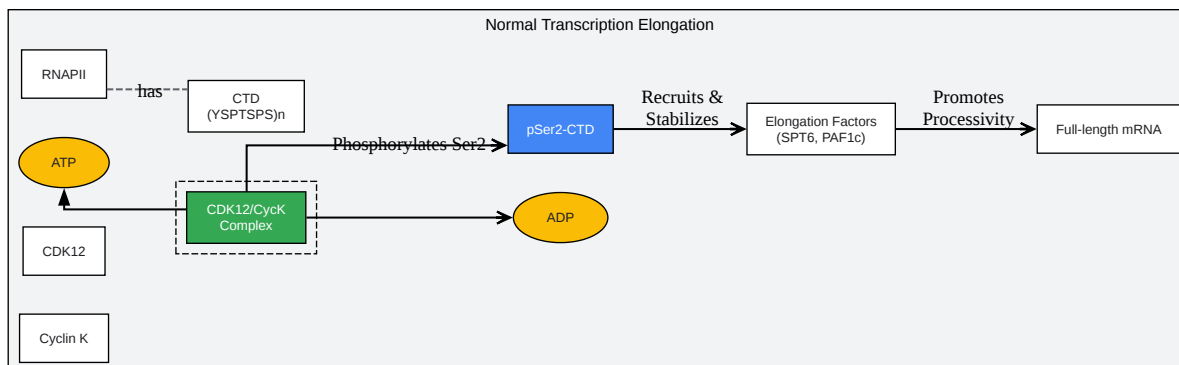 Normal Transcription Elongation
RNAPII
has
CTD
(YSPTSPS)n
Phosphorylates Ser2
pSer2-CTD
Recruits &
Stabilizes
Elongation Factors
(SPT6, PAF1c)
Promotes
Processivity
Full-length mRNA
ATP
CDK12/CycK
Complex
ADP
CDK12
Cyclin K